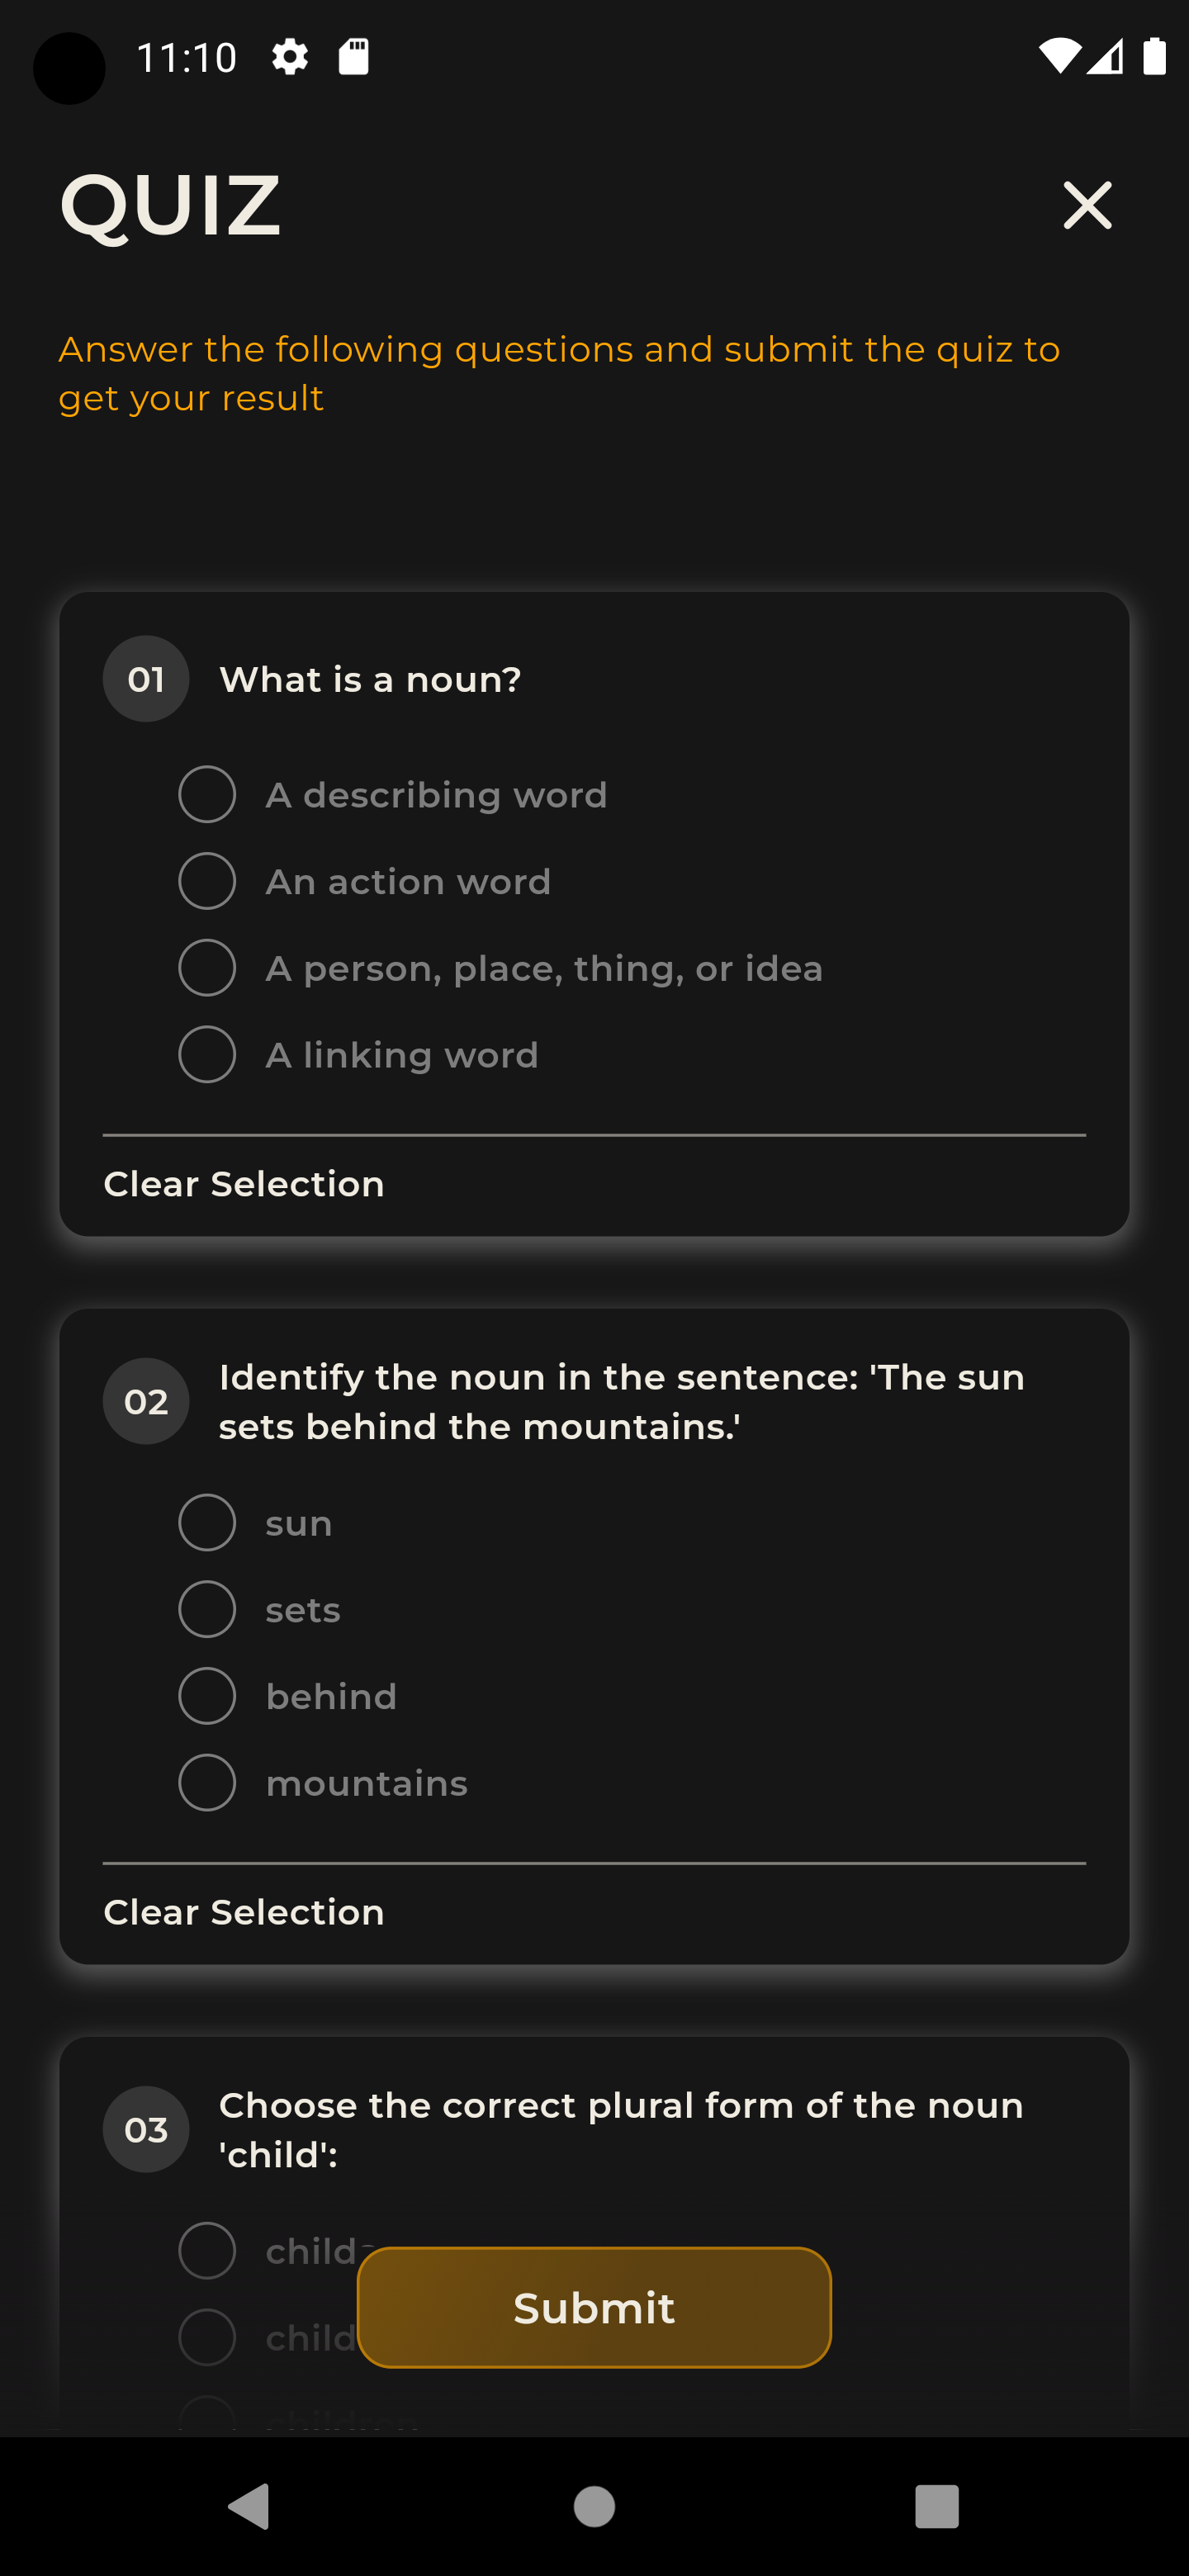 11:10
QUIZ
Answer the following questions and submit the quiz to
get your result
01 What is a noun?
A describing word
An action word
A person, place, thing, or idea
A linking word
Clear Selection
02 Identify the noun in the sentence: 'The sun
sets behind the mountains.'
sun
sets
behind
mountains
Clear Selection
03 Choose the correct plural form of the noun
'child':
children
Submit